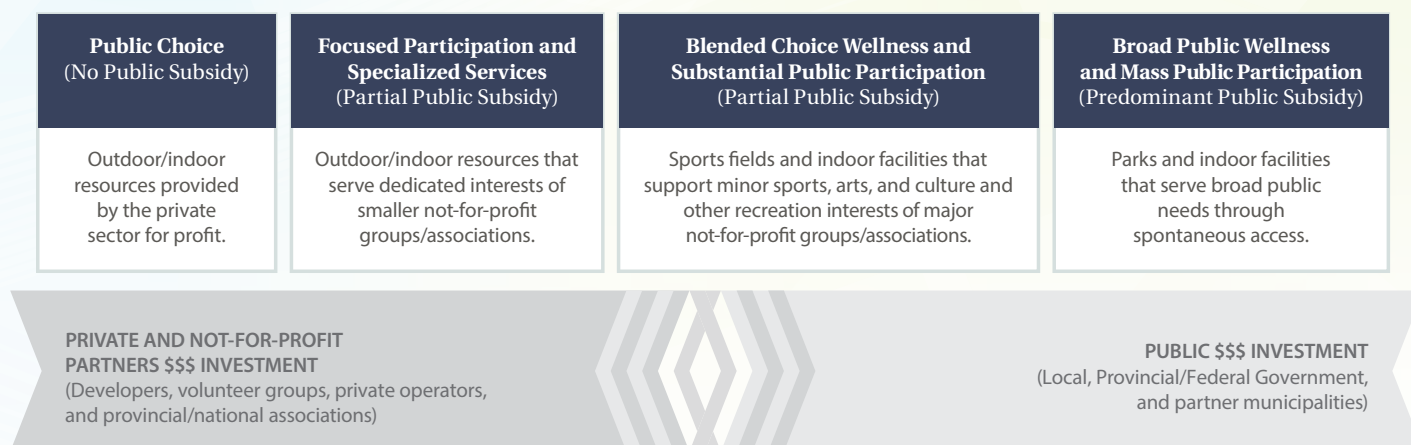 Public Choice
(No Public Subsidy)
Outdoor/indoor
resources provided
by the private
sector for profit.
Focused Participation and
Specialized Services
(Partial Public Subsidy)
Outdoor/indoor resources that
serve dedicated interests of
smaller not-for-profit
groups/associations.
Blended Choice Wellness and
Substantial Public Participation
(Partial Public Subsidy)
Sports fields and indoor facilities that
support minor sports, arts, and culture and
other recreation interests of major
not-for-profit groups/associations.
Broad Public Wellness
and Mass Public Participation
(Predominant Public Subsidy)
Parks and indoor facilities
that serve broad public
needs through
spontaneous access.
PRIVATE AND NOT-FOR-PROFIT
PARTNERS $$$ INVESTMENT
(Developers, volunteer groups, private operators,
and provincial/national associations)
PUBLIC $$$ INVESTMENT
(Local, Provincial/Federal Government,
and partner municipalities)